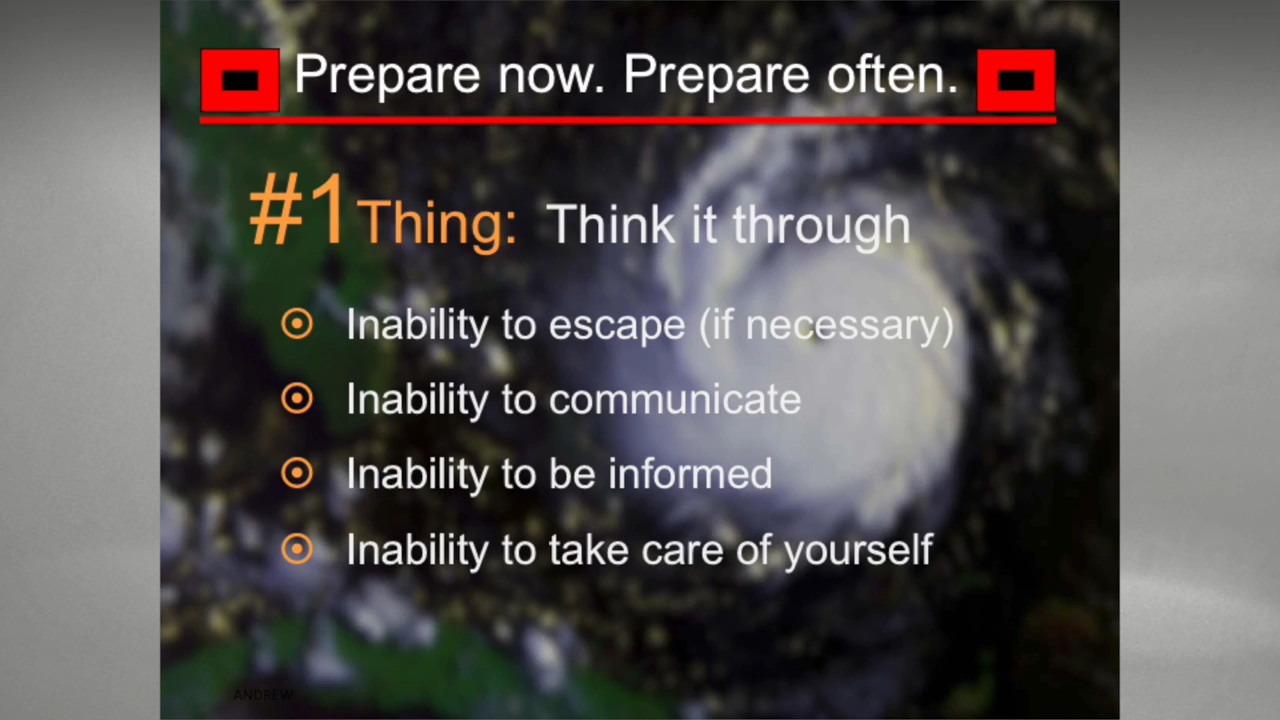 Prepare now. Prepare often.
#1 Thing: Think it through
Inability to escape (if necessary)
Inability to communicate
Inability to be informed
Inability to take care of yourself
ANDREW